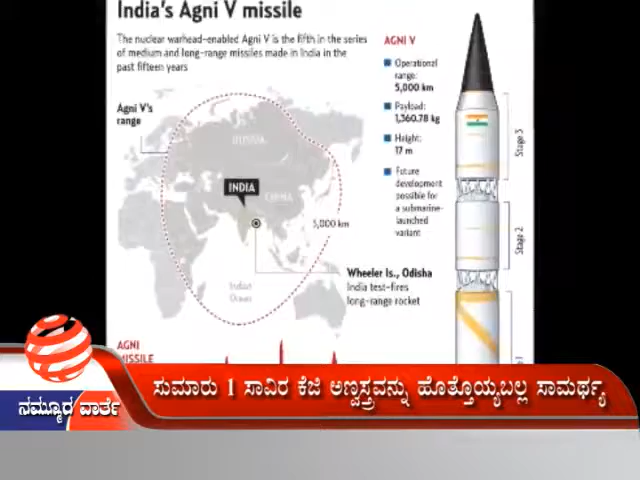 India's Agni V missile
The nuclear warhead-enabled Agni V is the fifth in the series
of medium and long-range missiles made in India in the
past fifteen years
Agni V's
range
RUSSIA
INDIA
CHINA
5,000 km
Indian
Ocean
Wheeler Is., Odisha
India test-fires
long-range rocket
AGNI V
Operational
range:
5,000 km
Payload:
1,360.78 kg
Height:
17 m
Future
development
possible for
a submarine-
launched
variant
Stage 3
Stage 2
AGNI
MISSILE
ಸುಮಾರು 1 ಸಾವಿರ ಕೆಜಿ ಅಣ್ವಸ್ತ್ರವನ್ನು ಹೊತ್ತೊಯ್ಯಬಲ್ಲ ಸಾಮರ್ಥ್ಯ
ನಮ್ಮೂರ ವಾರ್ತೆ